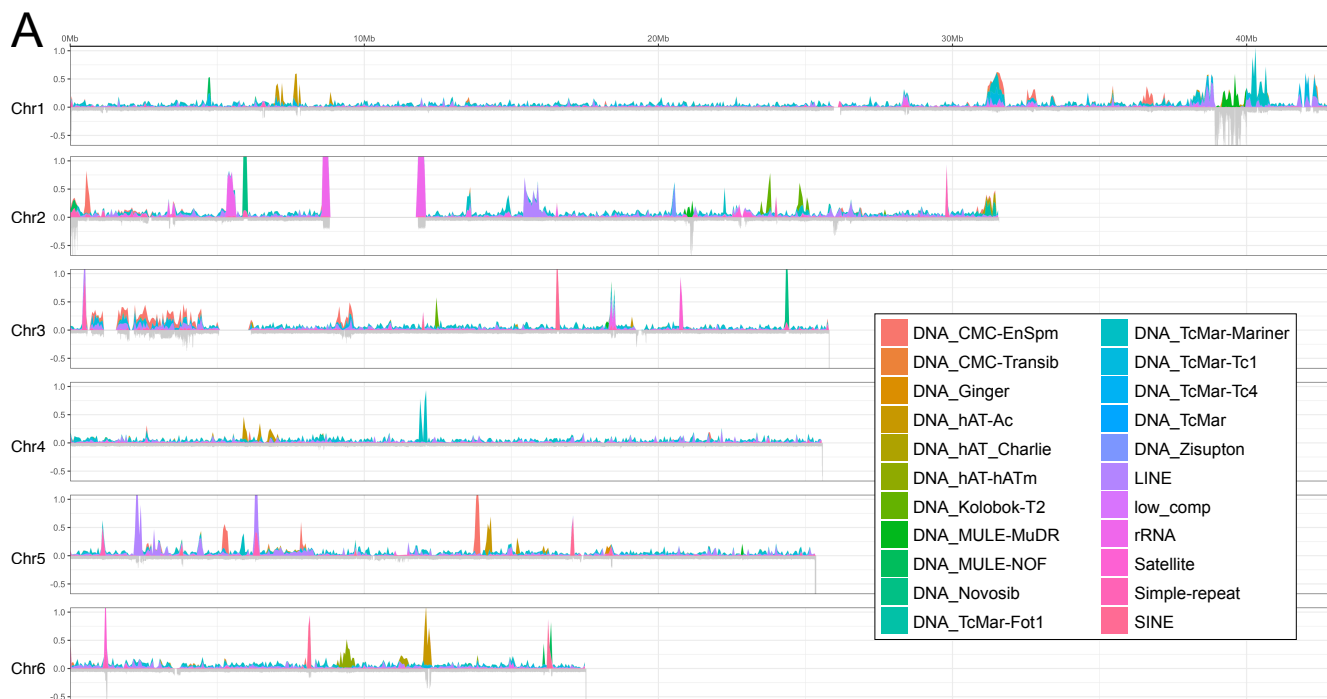 A
0Mb 10Mb 20Mb 30Mb 40Mb
Chr1
1.0
0.5
0.0
-0.5
Chr2
1.0
0.5
0.0
-0.5
Chr3
1.0
0.5
0.0
-0.5
Chr4
1.0
0.5
0.0
-0.5
Chr5
1.0
0.5
0.0
-0.5
Chr6
1.0
0.5
0.0
-0.5
DNA_CMC-EnSpm
DNA_CMC-Transib
DNA_Ginger
DNA_hAT-Ac
DNA_hAT_Charlie
DNA_hAT-hATm
DNA_Kolobok-T2
DNA_MULE-MuDR
DNA_MULE-NOF
DNA_Novosib
DNA_TcMar-Fot1
DNA_TcMar-Mariner
DNA_TcMar-Tc1
DNA_TcMar-Tc4
DNA_TcMar
DNA_Zisupton
LINE
low_comp
rRNA
Satellite
Simple-repeat
SINE